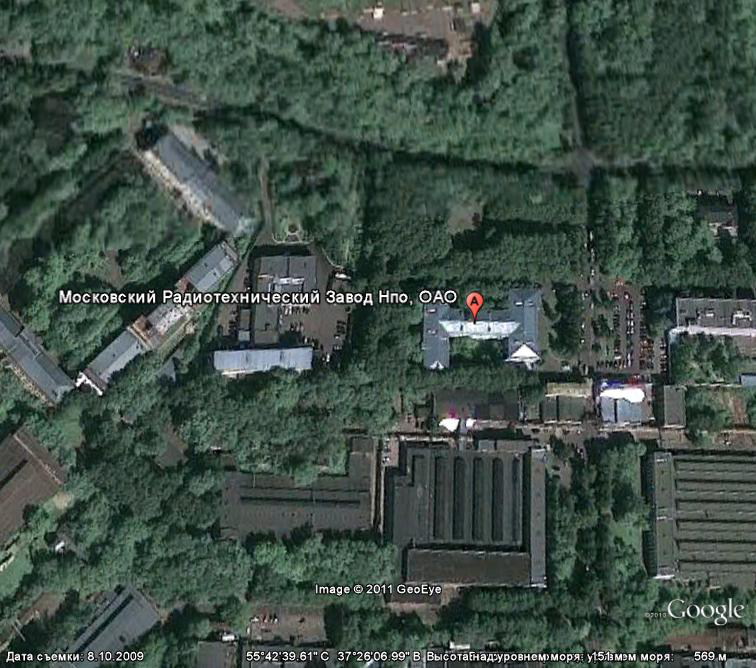 Московский Радиотехнический Завод Нпо, ОАО
A
Image © 2011 GeoEye
©2010 Google
Дата съемки: 8.10.2009 55°42'39.61" С 37°26'06.99" В 569 м